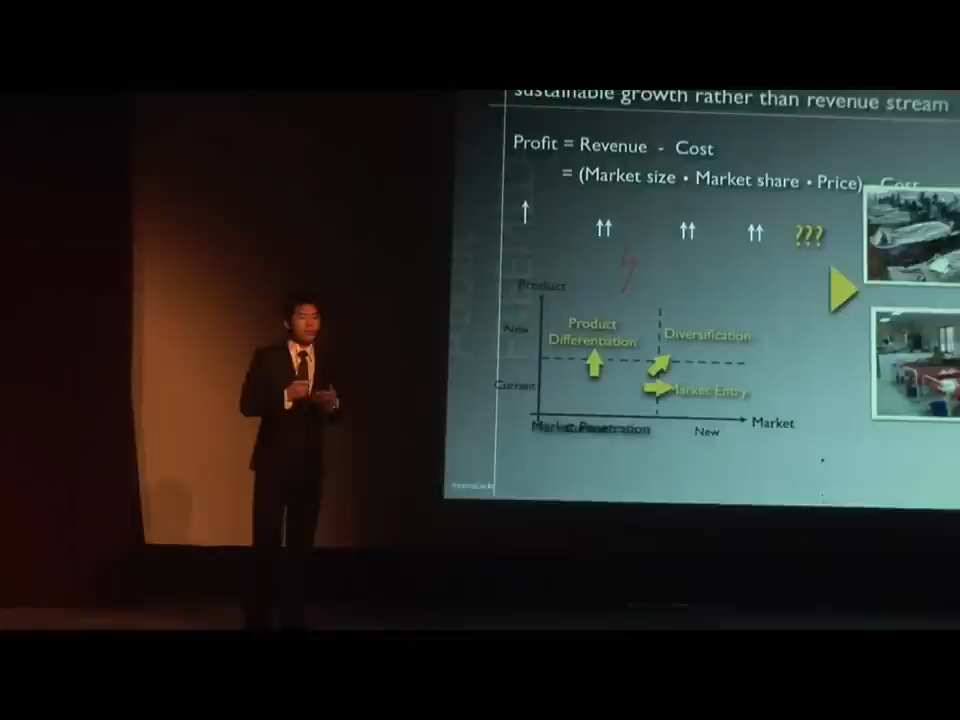 sustainable growth rather than revenue stream
Profit = Revenue - Cost
= (Market size • Market share • Price) - Cost
↑ ↑↑ ↑↑ ↑↑ ???
Product
New
Product
Differentiation
Diversification
Current
Market Entry
Market Penetration
New
Market